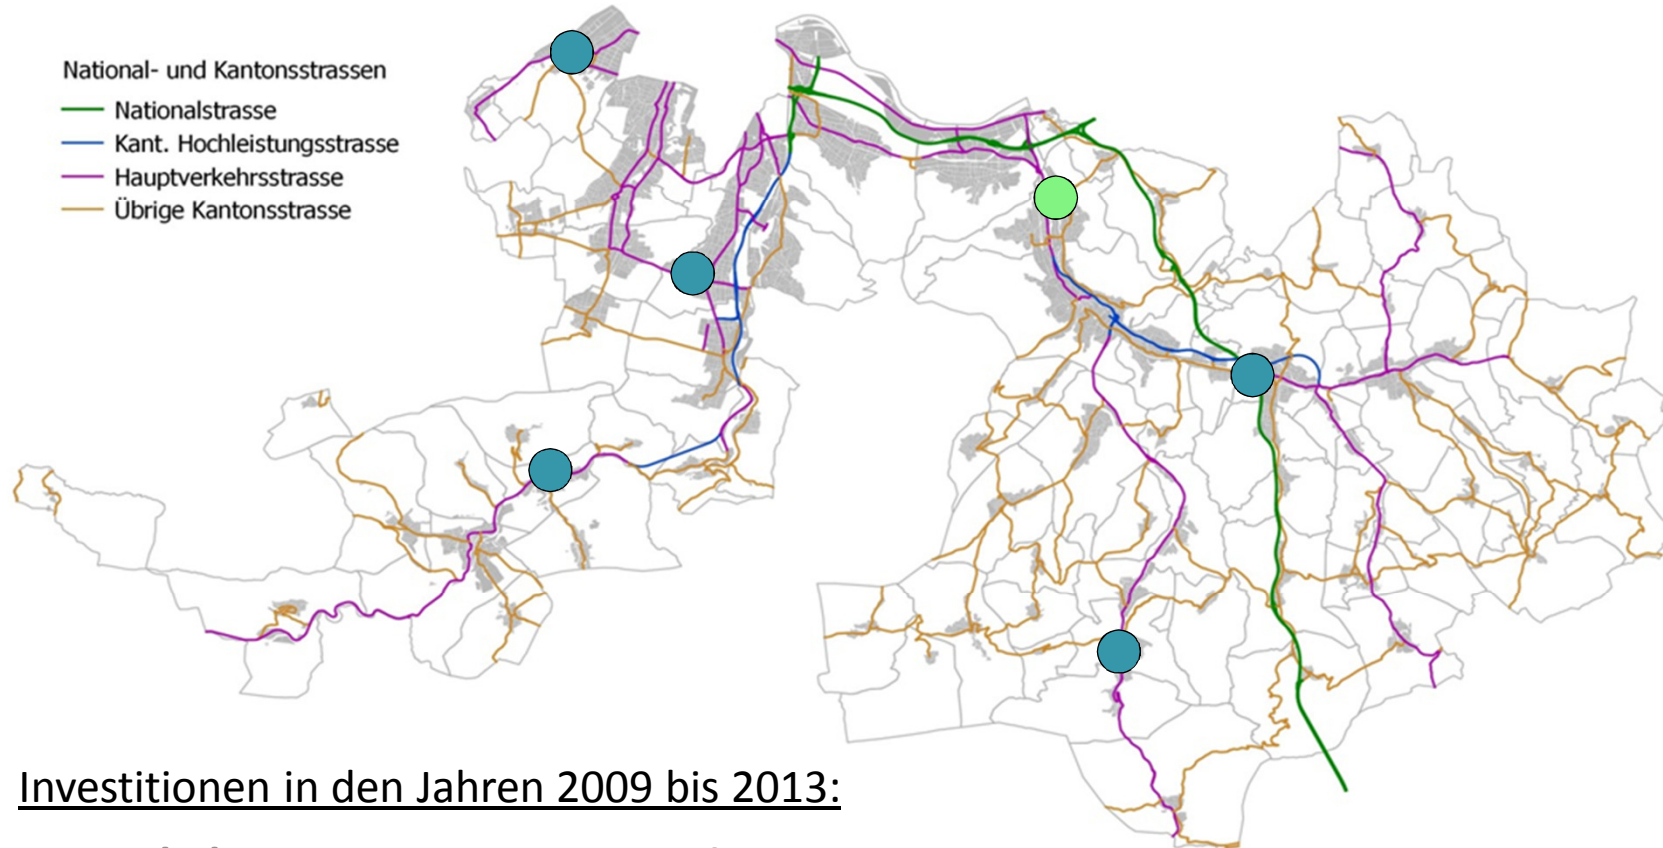 National- und Kantonsstrassen
Nationalstrasse
Kant. Hochleistungsstrasse
Hauptverkehrsstrasse
Übrige Kantonsstrasse
Investitionen in den Jahren 2009 bis 2013: